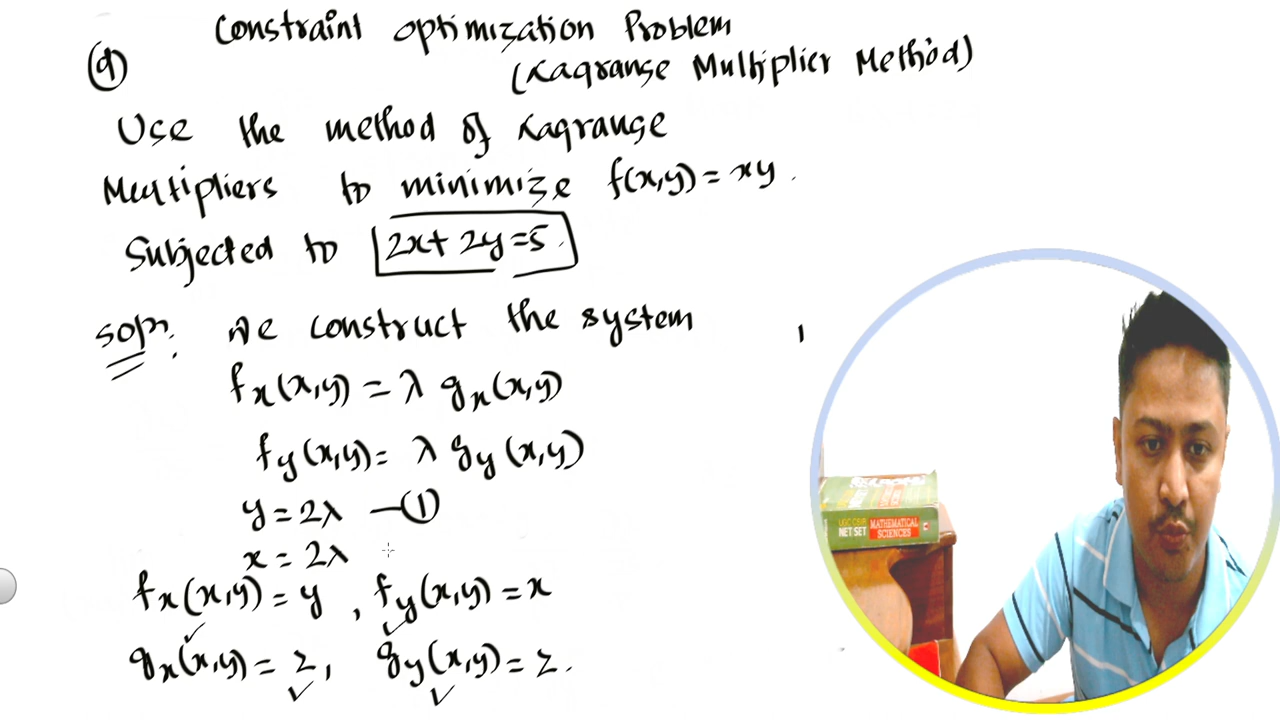 Constraint optimization Problem
(Q)
(Lagrange Multiplier Method)
Use the method of Lagrange
Multipliers to minimize f(x,y) = xy.
Subjected to 2x + 2y = 5.
Soln: We construct the system
fx(x,y) = λ gx(x,y)
fy(x,y) = λ gy(x,y)
y = 2λ —(1)
x = 2λ
fx(x,y) = y, fy(x,y) = x
gx(x,y) = 2, gy(x,y) = 2.
UGC CSIR
NET SET
MATHEMATICAL
SCIENCES